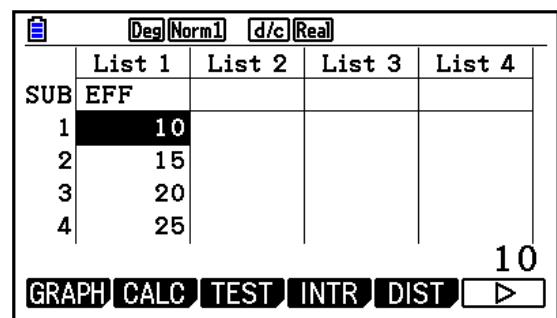 Deg Norm1 d/c Real
List 1 List 2 List 3 List 4
SUB EFF
1 10
2 15
3 20
4 25
10
GRAPH CALC TEST INTR DIST ▷